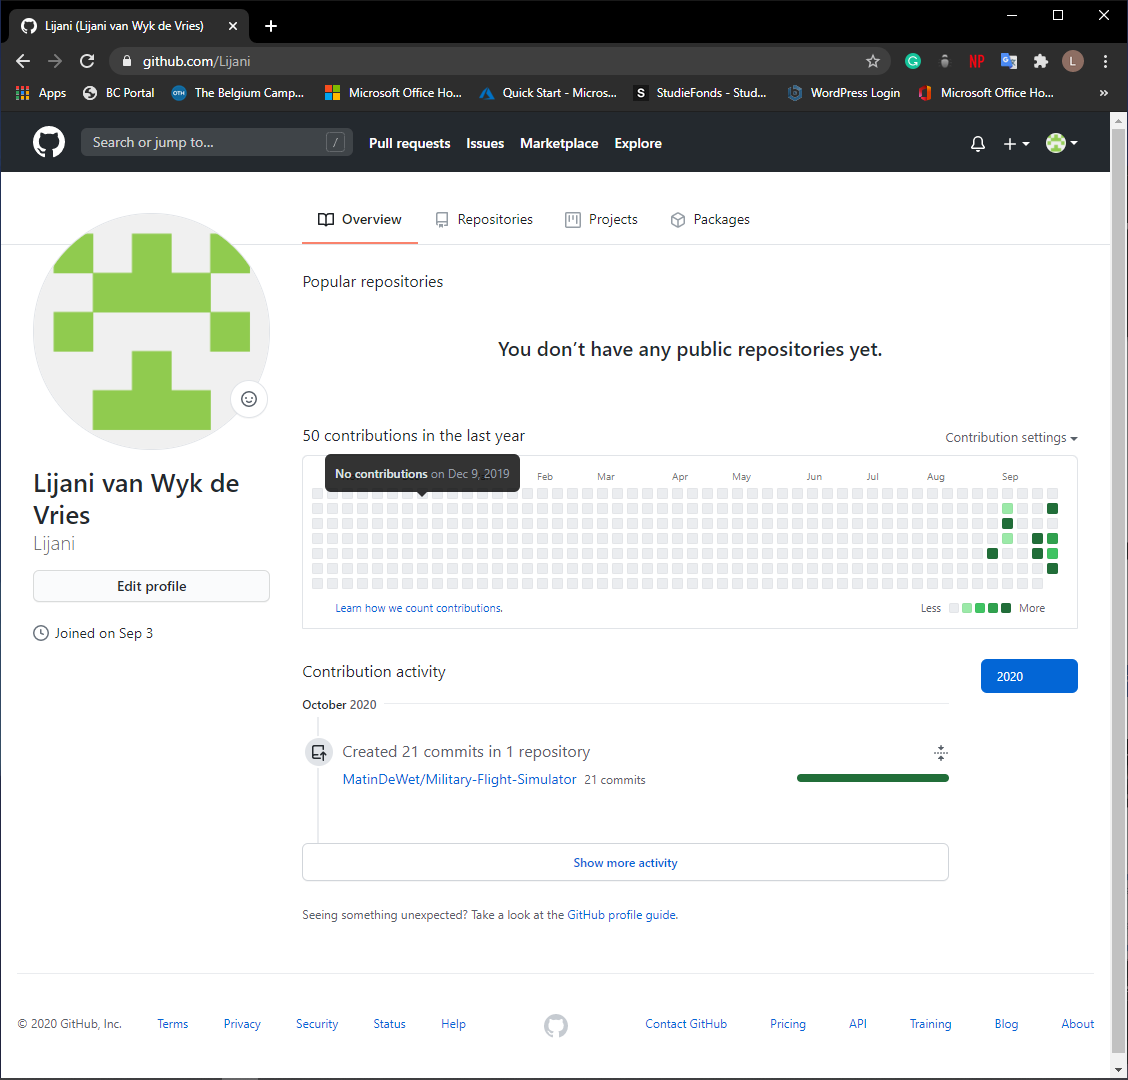 Lijani (Lijani van Wyk de Vries)
github.com/Lijani
NP
L
Apps
BC Portal
OTH
The Belgium Camp...
Microsoft Office Ho...
Quick Start - Micros...
S
StudieFonds - Stud...
WordPress Login
Microsoft Office Ho...
»
Search or jump to...
/
Pull requests
Issues
Marketplace
Explore
Overview
Repositories
Projects
Packages
Popular repositories
You don't have any public repositories yet.
50 contributions in the last year
Contribution settings
No contributions on Dec 9, 2019
Feb
Mar
Apr
May
Jun
Jul
Aug
Sep
Learn how we count contributions.
Less
More
Lijani van Wyk de
Vries
Lijani
Edit profile
Joined on Sep 3
Contribution activity
2020
October 2020
Created 21 commits in 1 repository
MatinDeWet/Military-Flight-Simulator 21 commits
Show more activity
Seeing something unexpected? Take a look at the GitHub profile guide.
© 2020 GitHub, Inc.
Terms
Privacy
Security
Status
Help
Contact GitHub
Pricing
API
Training
Blog
About